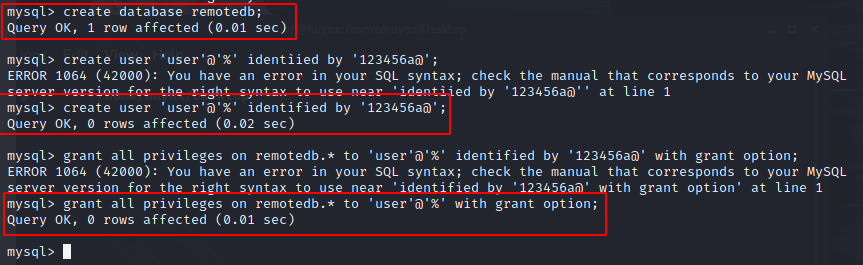 mysql> create database remotedb;
Query OK, 1 row affected (0.01 sec)
mysql> create user 'user'@'%' identiied by '123456a@';
ERROR 1064 (42000): You have an error in your SQL syntax; check the manual that corresponds to your MySQL
server version for the right syntax to use near 'identiied by '123456a@'' at line 1
mysql> create user 'user'@'%' identified by '123456a@';
Query OK, 0 rows affected (0.02 sec)
mysql> grant all privileges on remotedb.* to 'user'@'%' identified by '123456a@' with grant option;
ERROR 1064 (42000): You have an error in your SQL syntax; check the manual that corresponds to your MySQL
server version for the right syntax to use near 'identified by '123456a@' with grant option' at line 1
mysql> grant all privileges on remotedb.* to 'user'@'%' with grant option;
Query OK, 0 rows affected (0.01 sec)
mysql>